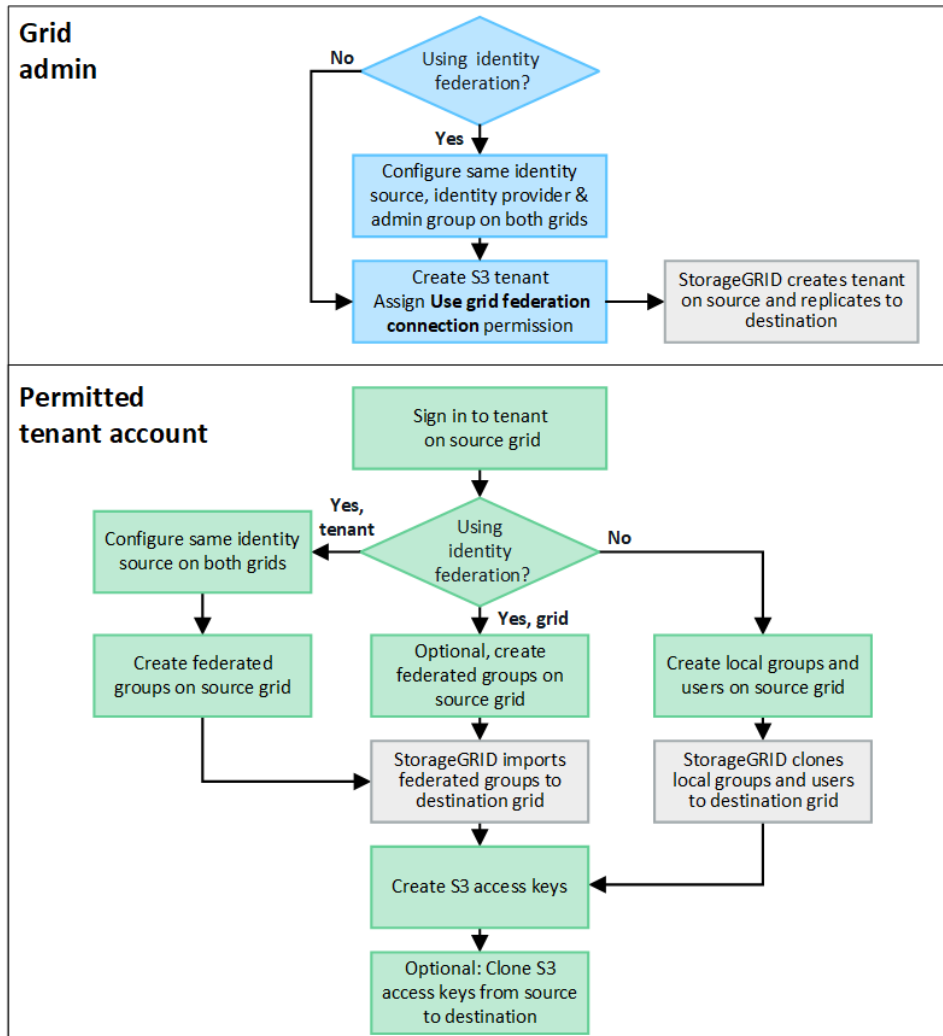 Grid
admin
No
Using identity
federation?
Yes
Configure same identity
source, identity provider &
admin group on both grids
Create S3 tenant
Assign Use grid federation
connection permission
StorageGRID creates tenant
on source and replicates to
destination
Permitted
tenant account
Sign in to tenant
on source grid
Yes,
tenant
Using
identity
federation?
No
Configure same identity
source on both grids
Yes, grid
Create federated
groups on source grid
Optional, create
federated groups on
source grid
Create local groups and
users on source grid
StorageGRID imports
federated groups to
destination grid
StorageGRID clones
local groups and users
to destination grid
Create S3 access keys
Optional: Clone S3
access keys from source
to destination